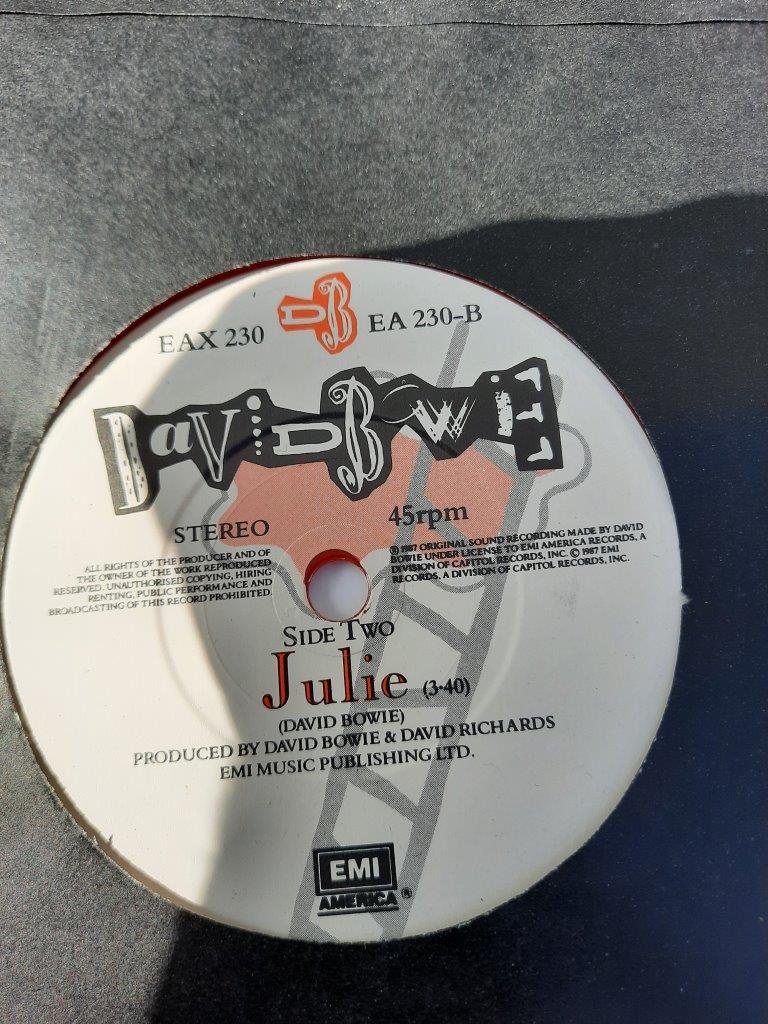 EAX 230 DB EA 230-B
DaViD BowiE
STEREO 45rpm
ALL RIGHTS OF THE PRODUCER AND OF
THE OWNER OF THE WORK REPRODUCED
RESERVED. UNAUTHORISED COPYING, HIRING
RENTING, PUBLIC PERFORMANCE AND
BROADCASTING OF THIS RECORD PROHIBITED.
℗ 1987 ORIGINAL SOUND RECORDING MADE BY DAVID
BOWIE UNDER LICENSE TO EMI AMERICA RECORDS, A
DIVISION OF CAPITOL RECORDS, INC. © 1987 EMI
RECORDS, A DIVISION OF CAPITOL RECORDS, INC.
SIDE TWO
Julie (3·40)
(DAVID BOWIE)
PRODUCED BY DAVID BOWIE & DAVID RICHARDS
EMI MUSIC PUBLISHING LTD.
EMI
AMERICA®